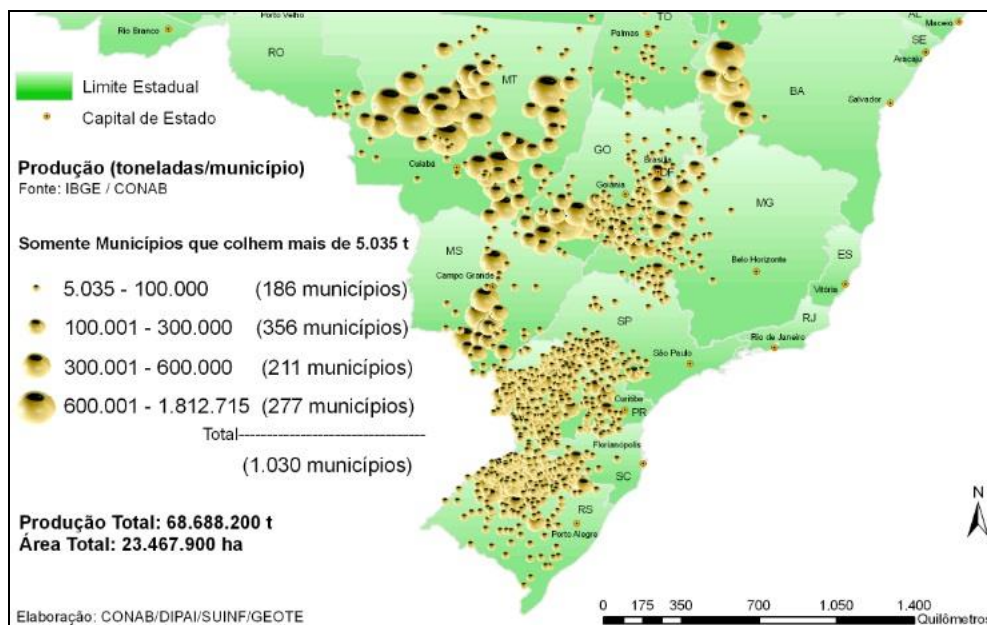 Porto Velho
Rio Branco
RO
TO
Palmas
AL
Maceió
SE
Aracaju
MT
BA
Salvador
Limite Estadual
Capital de Estado
Produção (toneladas/município)
Fonte: IBGE / CONAB
Cuiabá
GO
Brasília
DF
Goiânia
MG
Somente Municípios que colhem mais de 5.035 t
MS
Campo Grande
Belo Horizonte
ES
Vitória
5.035 - 100.000 (186 municípios)
100.001 - 300.000 (356 municípios)
300.001 - 600.000 (211 municípios)
600.001 - 1.812.715 (277 municípios)
Total
(1.030 municípios)
SP
RJ
Rio de Janeiro
São Paulo
Curitiba
PR
Florianópolis
SC
RS
Porto Alegre
Produção Total: 68.688.200 t
Área Total: 23.467.900 ha
N
Elaboração: CONAB/DIPAI/SUINF/GEOTE
0 175 350 700 1.050 1.400
Quilômetros